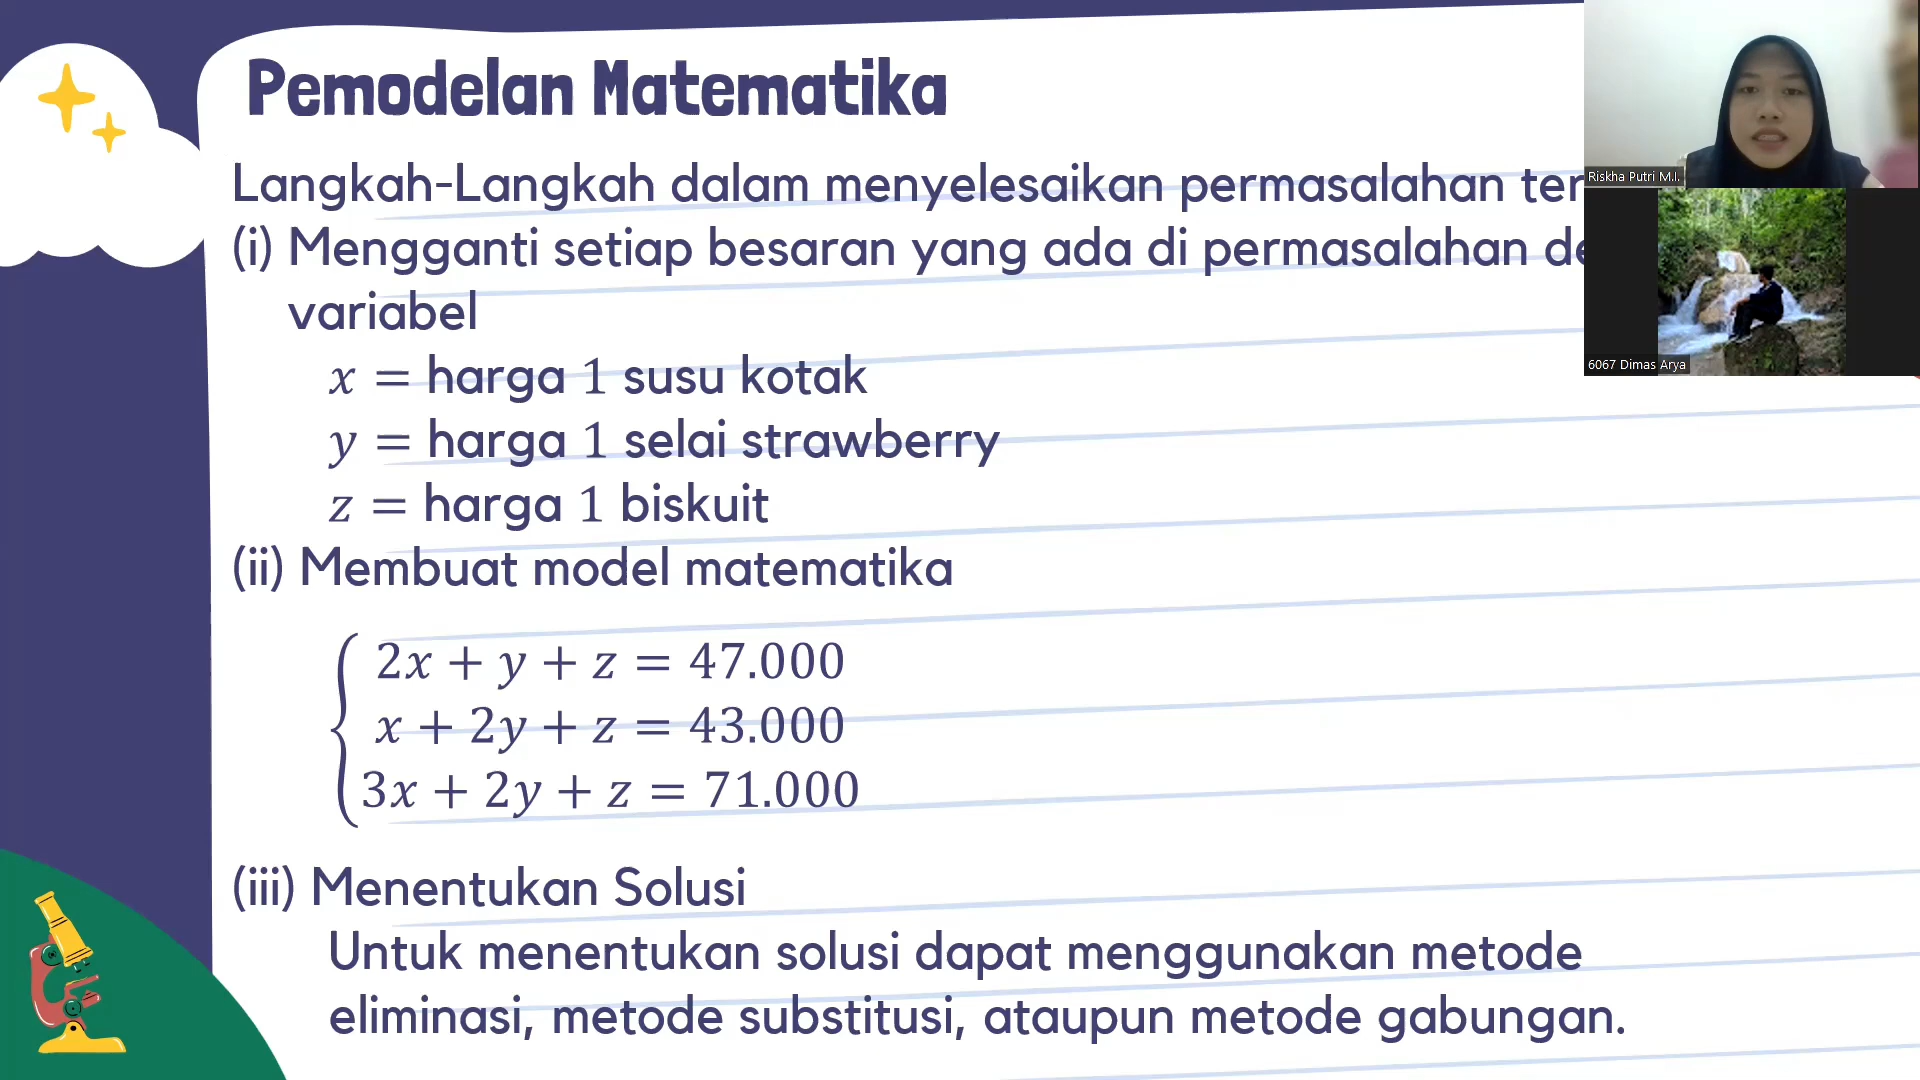 Pemodelan Matematika
Langkah-Langkah dalam menyelesaikan permasalahan
(i) Mengganti setiap besaran yang ada di permasalahan
variabel
x = harga 1 susu kotak
y = harga 1 selai strawberry
z = harga 1 biskuit
(ii) Membuat model matematika
2x + y + z = 47.000
x + 2y + z = 43.000
3x + 2y + z = 71.000
(iii) Menentukan Solusi
Untuk menentukan solusi dapat menggunakan metode
eliminasi, metode substitusi, ataupun metode gabungan.
Riskha Putri M.I.
6067 Dimas Arya